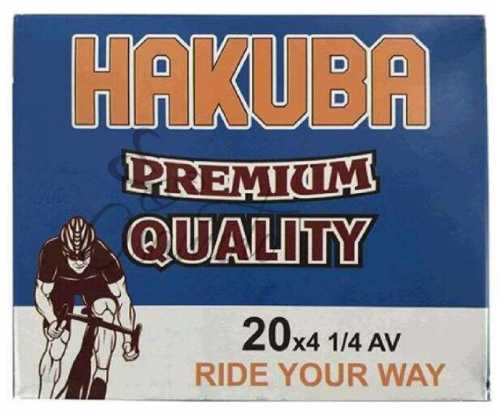 HAKUBA
PREMIUM
QUALITY
20x4 1/4 AV
RIDE YOUR WAY